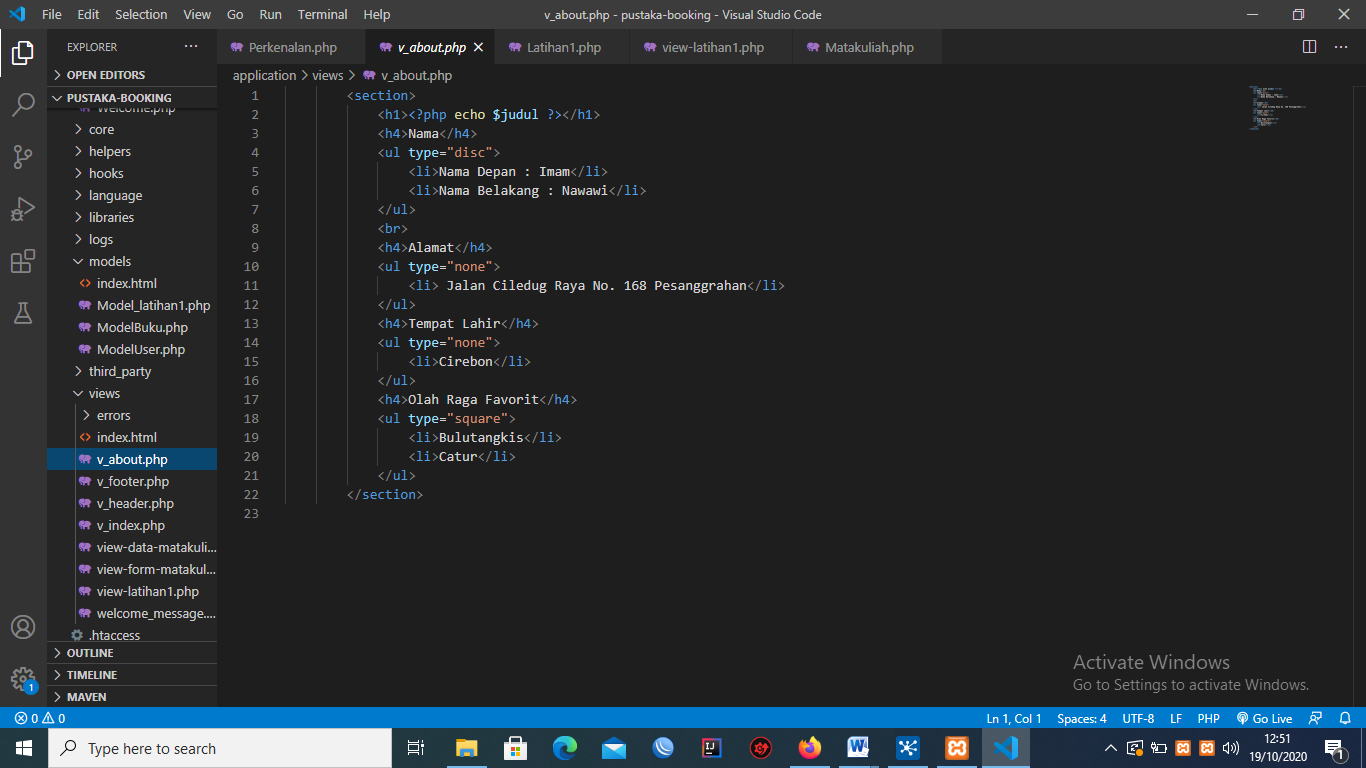 File Edit Selection View Go Run Terminal Help
v_about.php - pustaka-booking - Visual Studio Code
EXPLORER
Perkenalan.php
v_about.php
Latihan1.php
view-latihan1.php
Matakuliah.php
OPEN EDITORS
PUSTAKA-BOOKING
welcome.php
core
helpers
hooks
language
libraries
logs
models
index.html
Model_latihan1.php
ModelBuku.php
ModelUser.php
third_party
views
errors
index.html
v_about.php
v_footer.php
v_header.php
v_index.php
view-data-matakuli...
view-form-matakul...
view-latihan1.php
welcome_message....
.htaccess
OUTLINE
TIMELINE
MAVEN
1
application > views > v_about.php
1 <section>
2 <h1><?php echo $judul ?></h1>
3 <h4>Nama</h4>
4 <ul type="disc">
5 <li>Nama Depan : Imam</li>
6 <li>Nama Belakang : Nawawi</li>
7 </ul>
8 <br>
9 <h4>Alamat</h4>
10 <ul type="none">
11 <li> Jalan Ciledug Raya No. 168 Pesanggrahan</li>
12 </ul>
13 <h4>Tempat Lahir</h4>
14 <ul type="none">
15 <li>Cirebon</li>
16 </ul>
17 <h4>Olah Raga Favorit</h4>
18 <ul type="square">
19 <li>Bulutangkis</li>
20 <li>Catur</li>
21 </ul>
22 </section>
23
Activate Windows
Go to Settings to activate Windows.
0 0
Ln 1, Col 1 Spaces: 4 UTF-8 LF PHP Go Live
Type here to search
12:51
19/10/2020
1